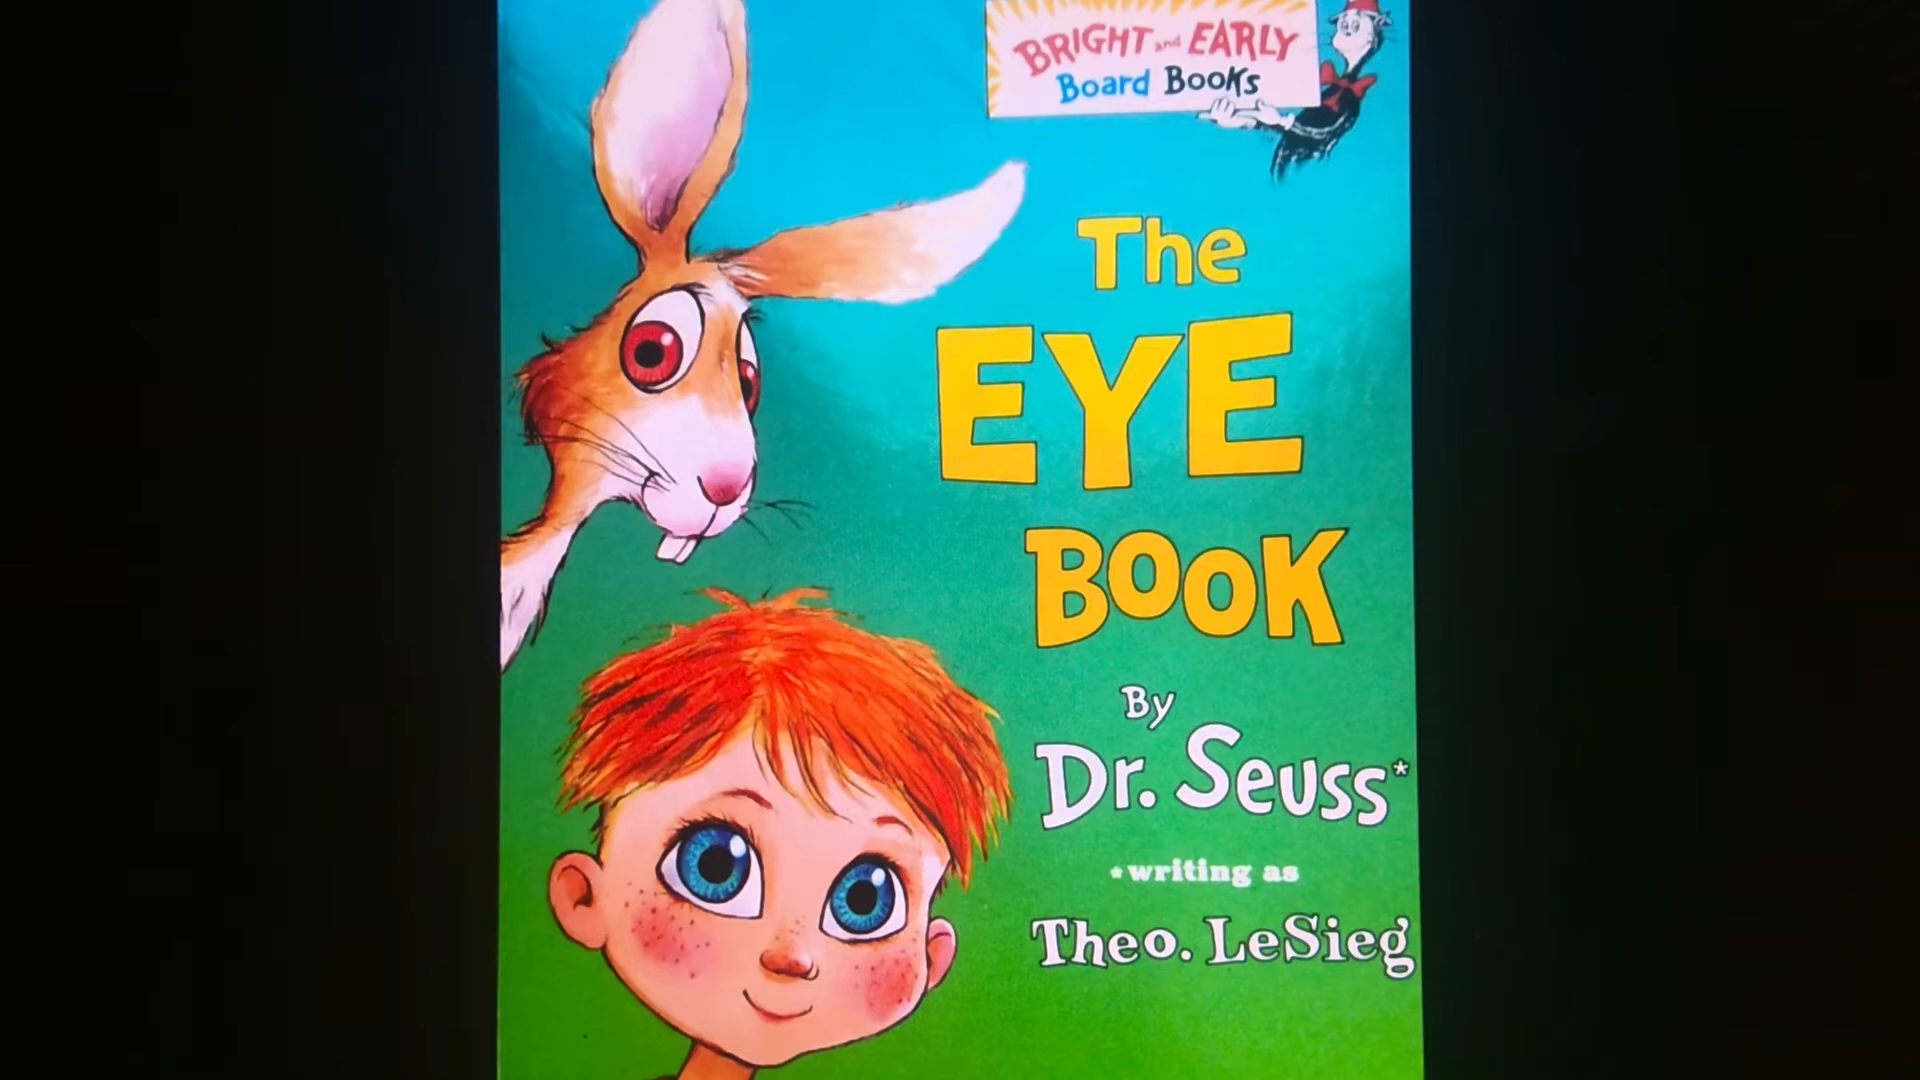 BRIGHT and EARLY
Board Books
The
EYE
BOOK
By
Dr. Seuss*
*writing as
Theo. LeSieg